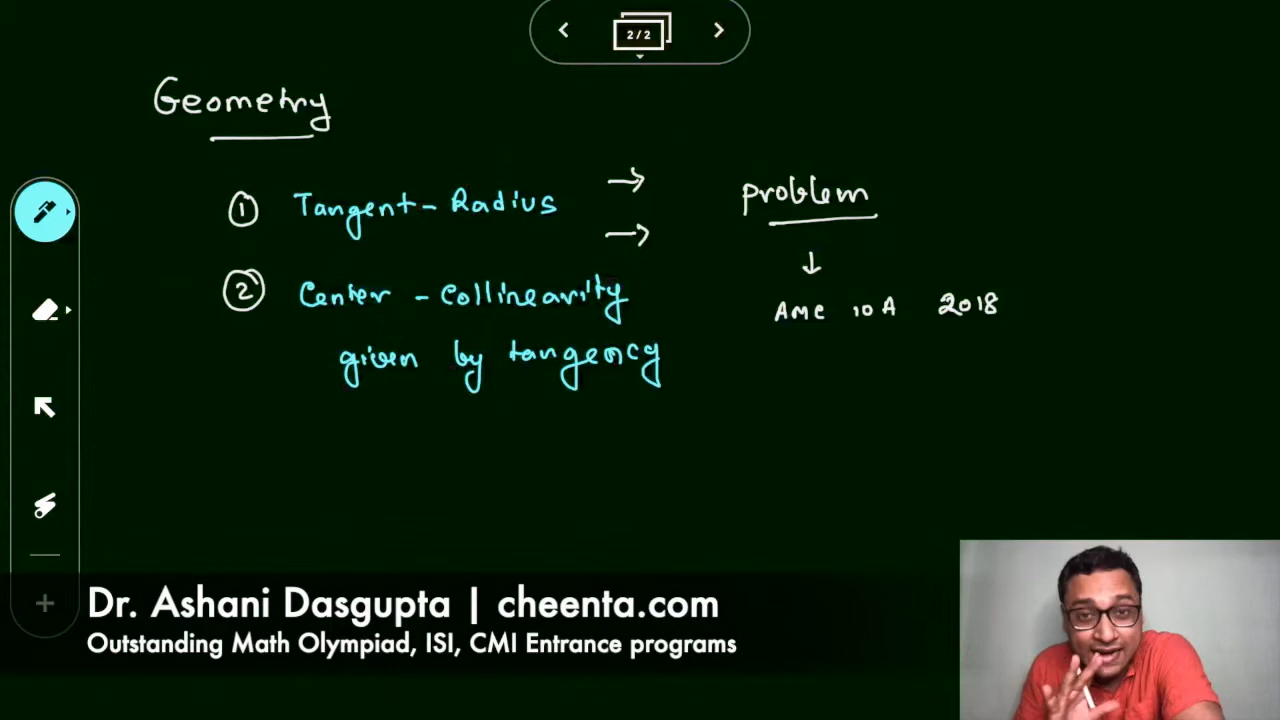 2/2
Geometry
① Tangent - Radius →
→
② Center - Collinearity
given by tangency
problem
↓
AMC 10A 2018
Dr. Ashani Dasgupta | cheenta.com
Outstanding Math Olympiad, ISI, CMI Entrance programs